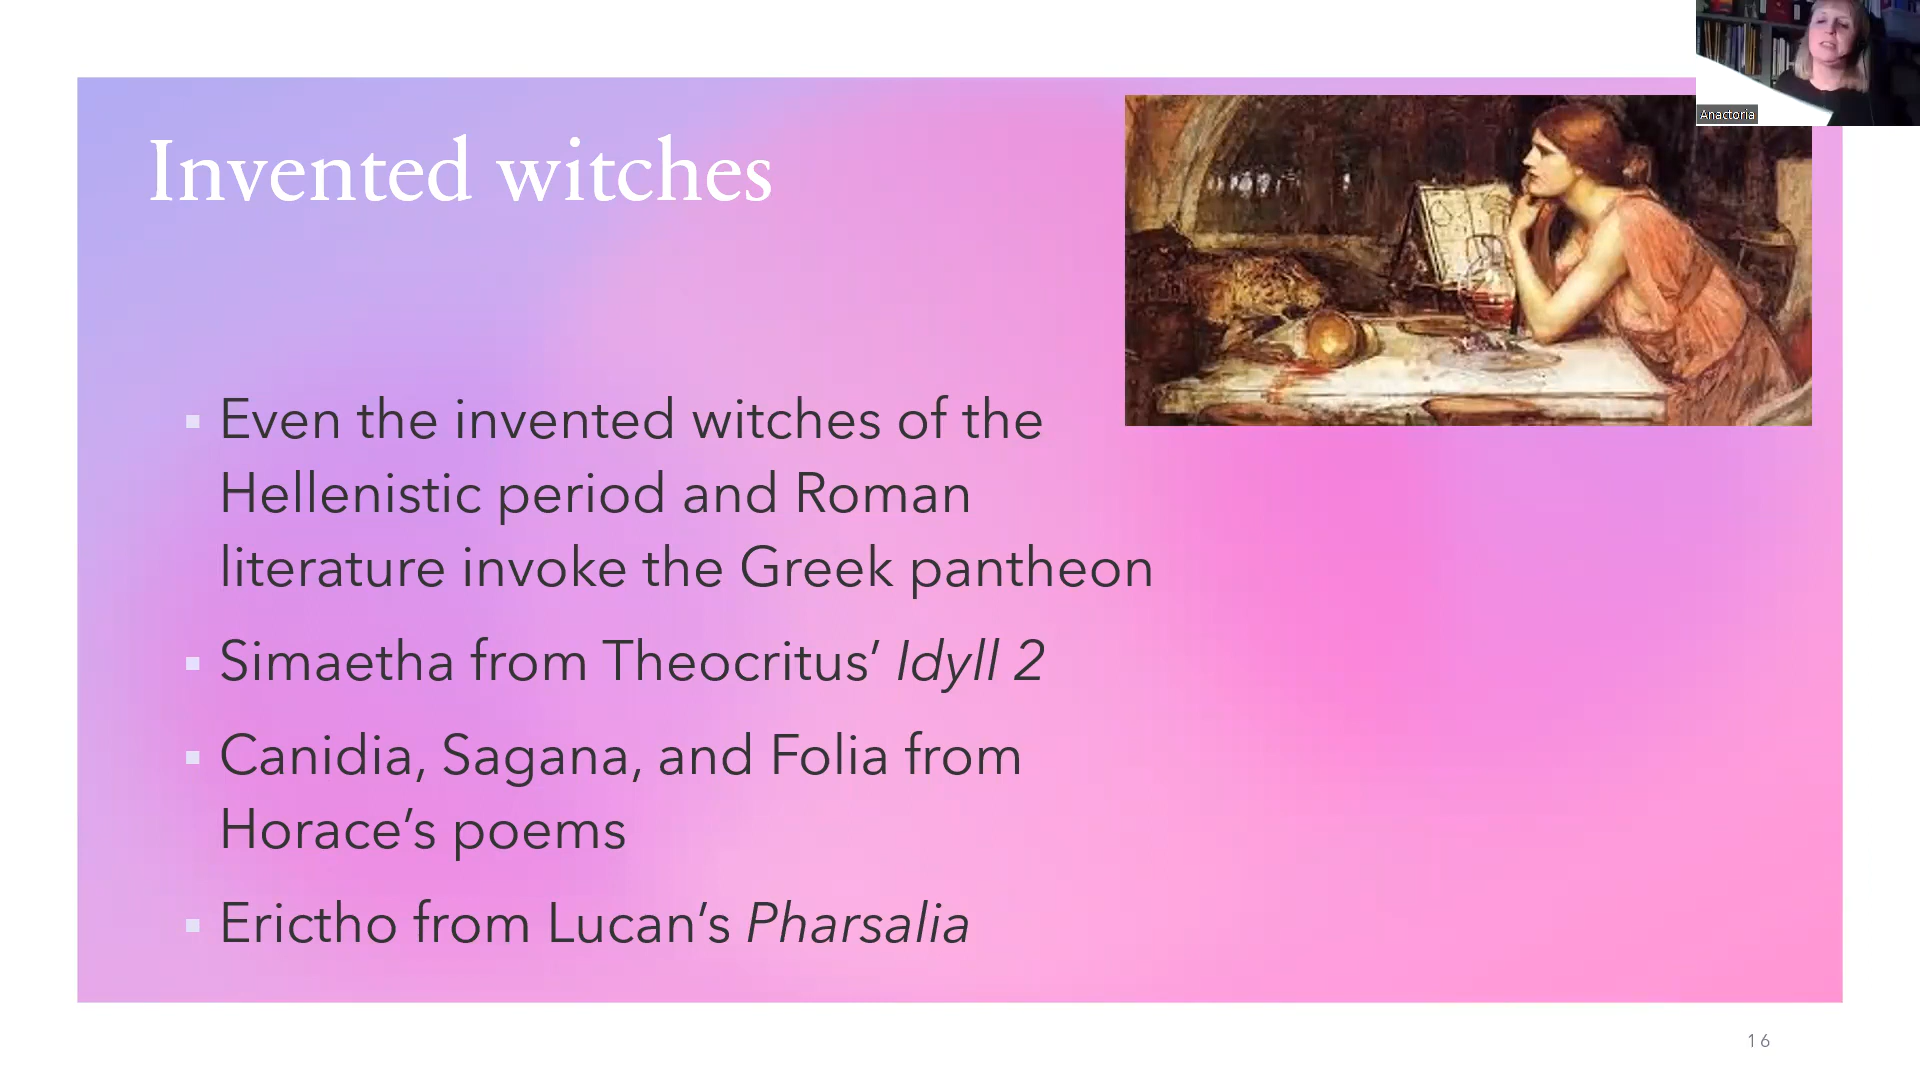 Anactoria
Invented witches
▪ Even the invented witches of the
Hellenistic period and Roman
literature invoke the Greek pantheon
▪ Simaetha from Theocritus’ Idyll 2
▪ Canidia, Sagana, and Folia from
Horace’s poems
▪ Erictho from Lucan’s Pharsalia
16